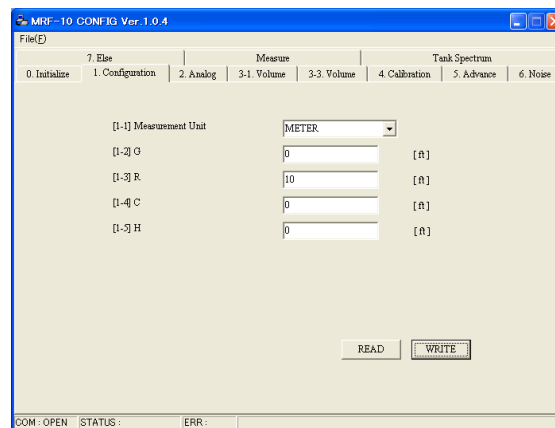 MRF-10 CONFIG Ver.1.0.4
File(F)
7. Else Measure Tank Spectrum
0. Initialize 1. Configuration 2. Analog 3-1. Volume 3-3. Volume 4. Calibration 5. Advance 6. Noise
[1-1] Measurement Unit METER
[1-2] G 0 [ft]
[1-3] R 10 [ft]
[1-4] C 0 [ft]
[1-5] H 0 [ft]
READ WRITE
COM : OPEN STATUS : ERR :